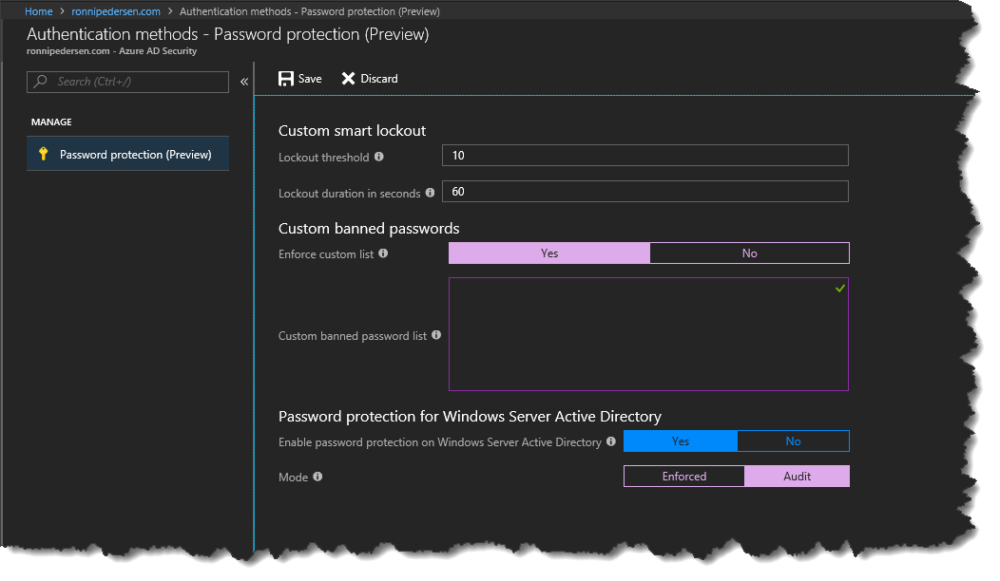 Home > ronnipedersen.com > Authentication methods - Password protection (Preview)
Authentication methods - Password protection (Preview)
ronnipedersen.com - Azure AD Security
Search (Ctrl+/)
«
Save Discard
MANAGE
Password protection (Preview)
Custom smart lockout
Lockout threshold 10
Lockout duration in seconds 60
Custom banned passwords
Enforce custom list Yes No
Custom banned password list
Password protection for Windows Server Active Directory
Enable password protection on Windows Server Active Directory Yes No
Mode Enforced Audit